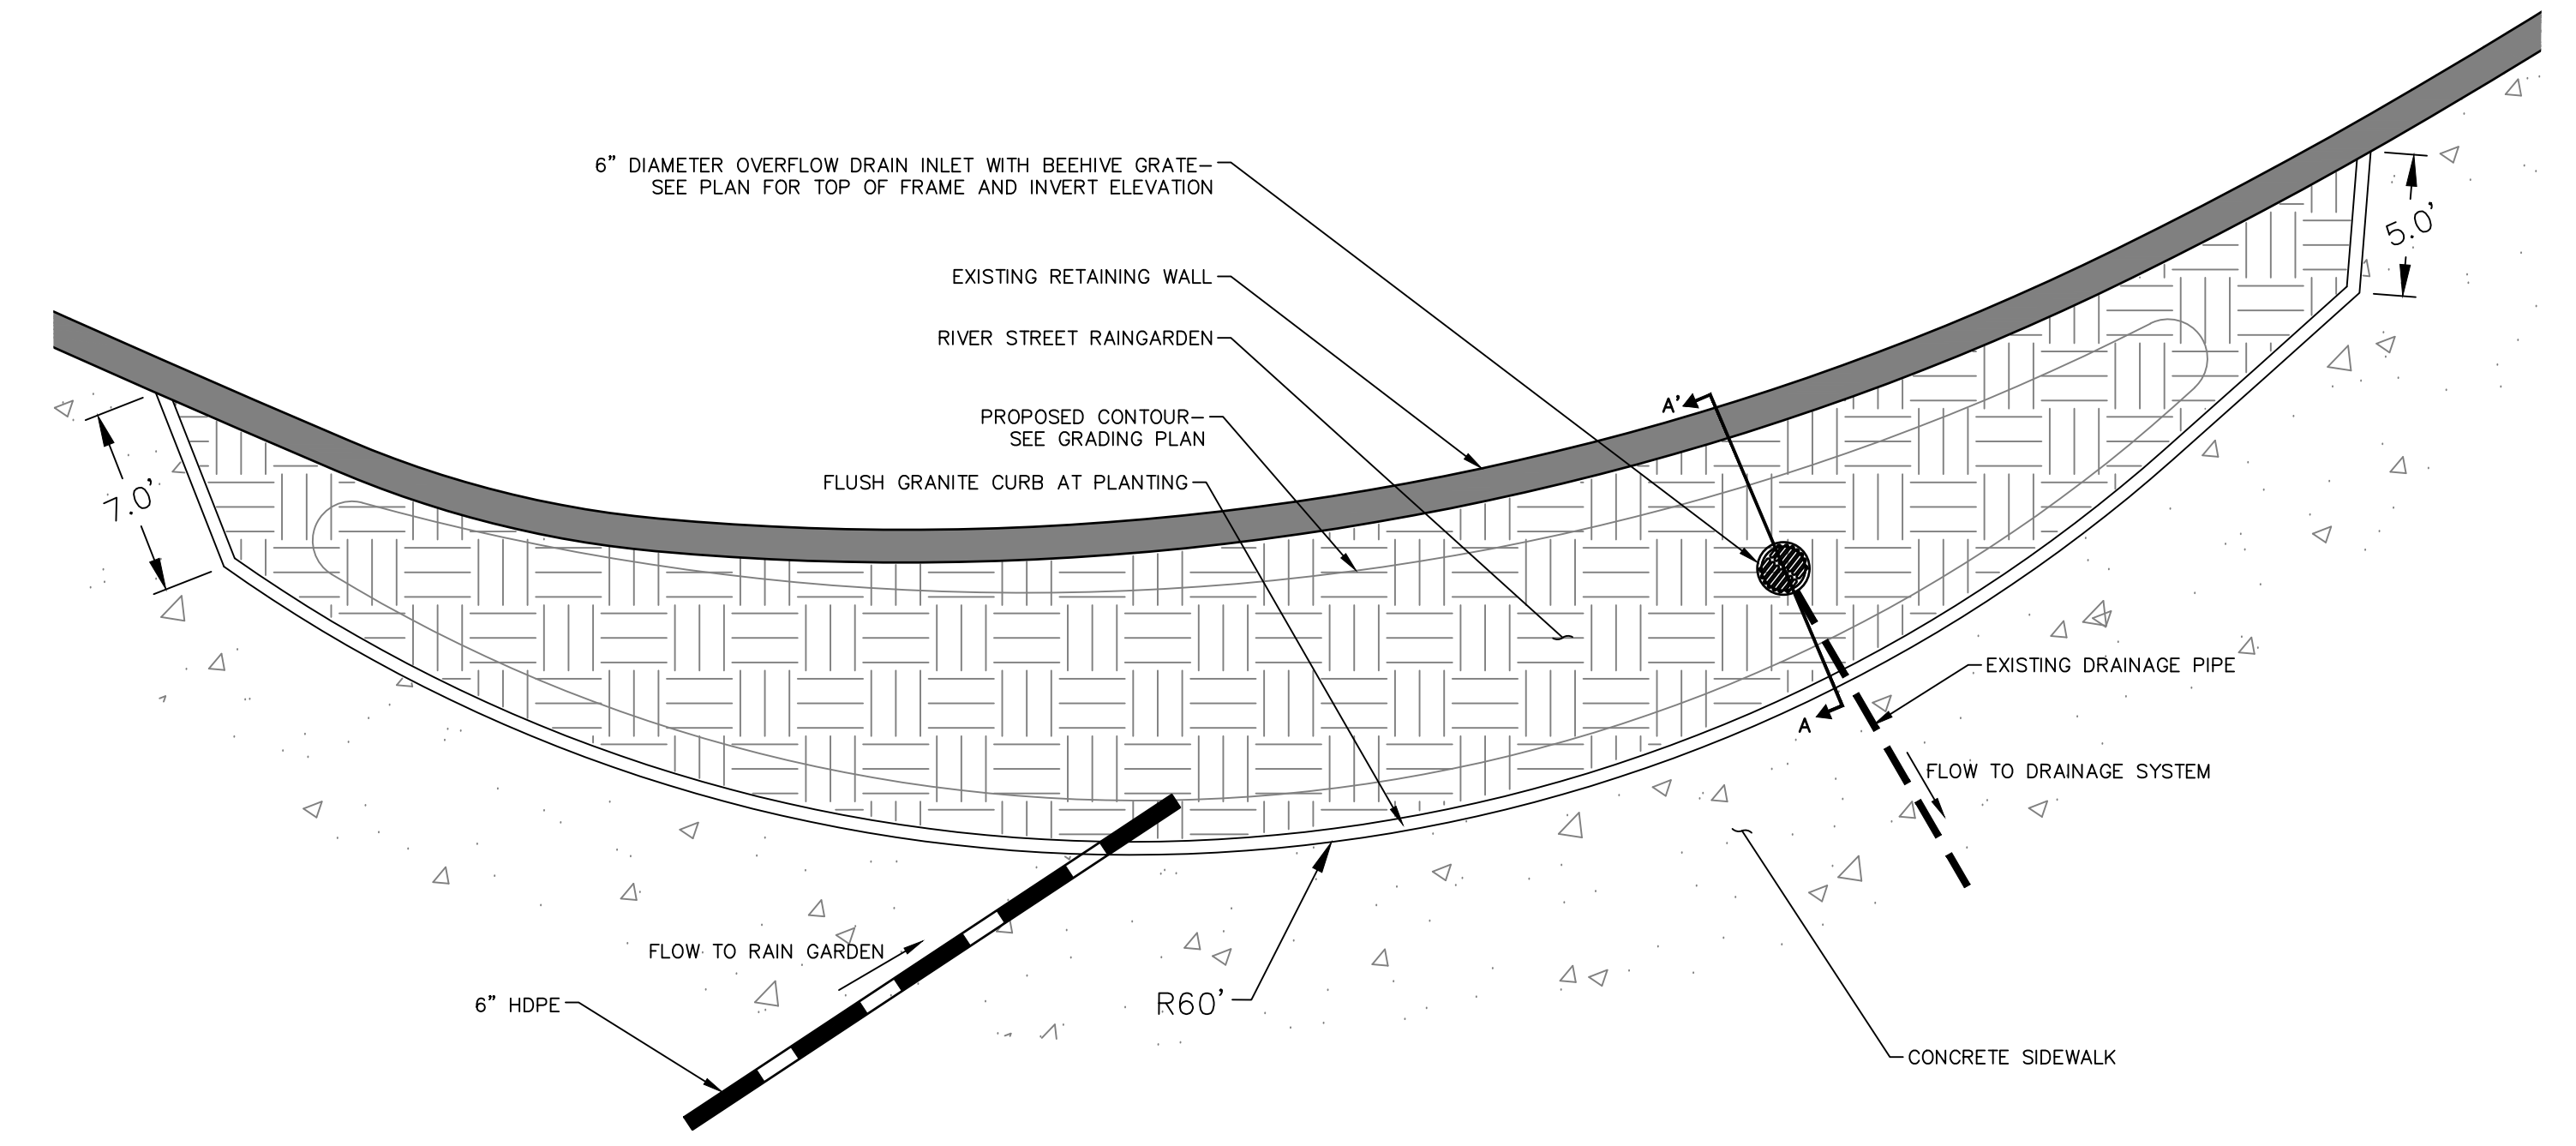 6” DIAMETER OVERFLOW DRAIN INLET WITH BEEHIVE GRATE–
SEE PLAN FOR TOP OF FRAME AND INVERT ELEVATION
EXISTING RETAINING WALL
RIVER STREET RAINGARDEN
PROPOSED CONTOUR–
SEE GRADING PLAN
FLUSH GRANITE CURB AT PLANTING
5.0’
7.0’
A’
A
EXISTING DRAINAGE PIPE
FLOW TO DRAINAGE SYSTEM
FLOW TO RAIN GARDEN
6” HDPE
R60’
CONCRETE SIDEWALK